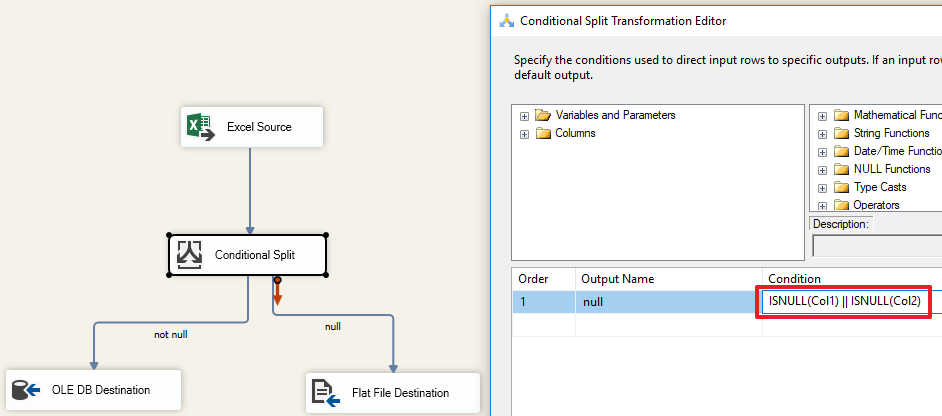 Excel Source
Conditional Split
not null
null
OLE DB Destination
Flat File Destination
Conditional Split Transformation Editor
Specify the conditions used to direct input rows to specific outputs. If an input
default output.
Variables and Parameters
Columns
Mathematical
String Functions
Date/Time
NULL Functions
Type Casts
Operators
Description:
Order Output Name Condition
1 null ISNULL(Col1) || ISNULL(Col2)